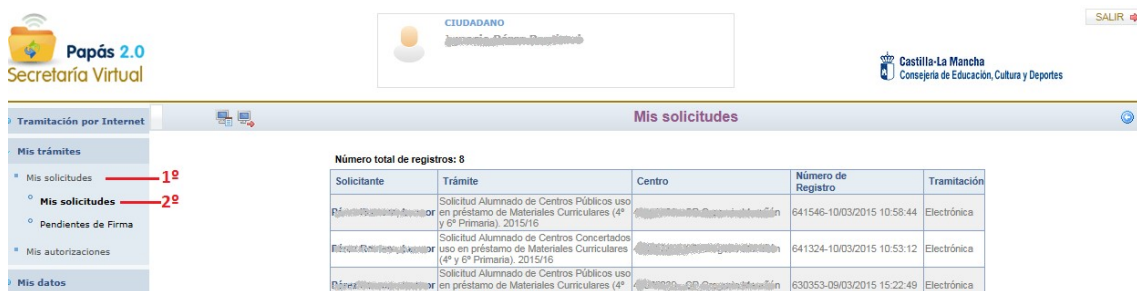 Papás 2.0
Secretaría Virtual
CIUDADANO
SALIR
Castilla-La Mancha
Consejería de Educación, Cultura y Deportes
Tramitación por Internet
Mis solicitudes
Mis trámites
Mis solicitudes
1º
Mis solicitudes
2º
Pendientes de Firma
Mis autorizaciones
Mis datos
Número total de registros: 8
Solicitante
Trámite
Centro
Número de
Registro
Tramitación
Solicitud Alumnado de Centros Públicos uso
en préstamo de Materiales Curriculares (4º
y 6º Primaria). 2015/16
641546-10/03/2015 10:58:44
Electrónica
Solicitud Alumnado de Centros Concertados
uso en préstamo de Materiales Curriculares
(4º y 6º Primaria). 2015/16
641324-10/03/2015 10:53:12
Electrónica
Solicitud Alumnado de Centros Públicos uso
en préstamo de Materiales Curriculares (4º
630353-09/03/2015 15:22:49
Electrónica